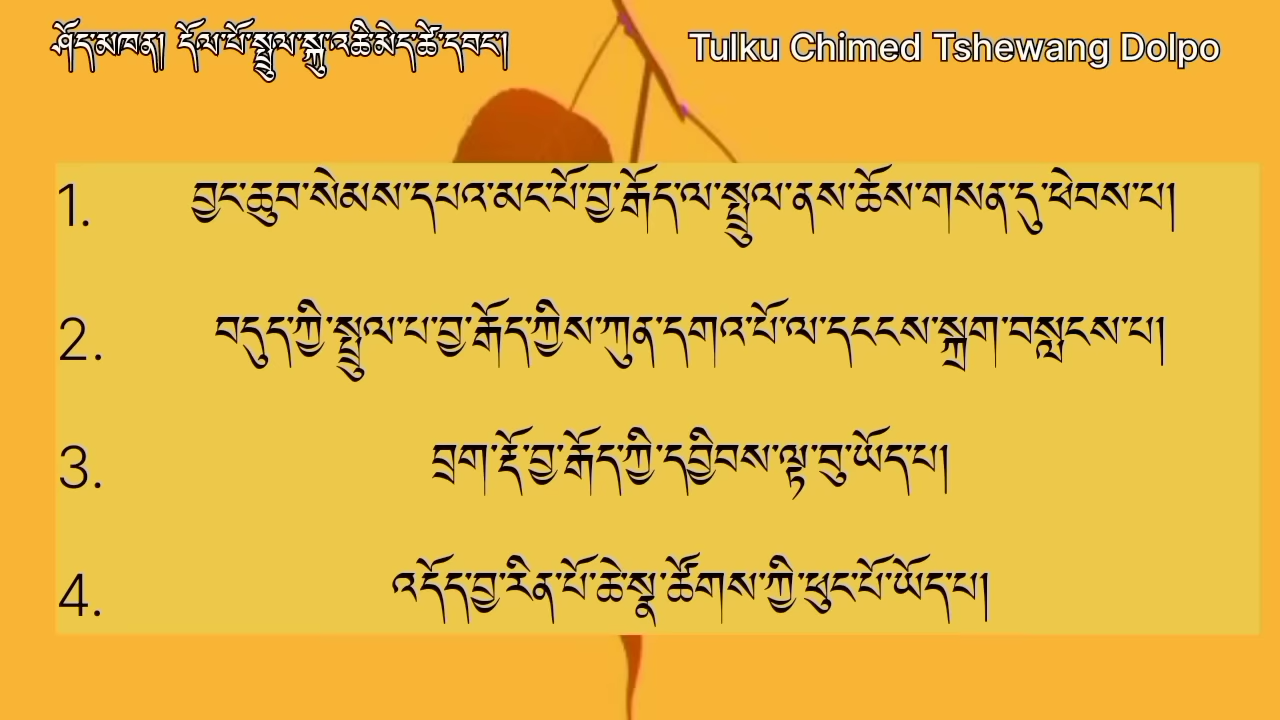 ཤོད་མཁན། དོལ་པོ་སྤྲུལ་སྐུ་འཆི་མེད་ཚེ་དབང། Tulku Chimed Tshewang Dolpo
1. བྱང་ཆུབ་སེམས་དཔའ་མང་པོ་བྱ་རྒོད་ལ་སྤྲུལ་ནས་ཆོས་གསན་དུ་ཕེབས་པ།
2. བདུད་ཀྱི་སྤྲུལ་པ་བྱ་རྒོད་ཀྱིས་ཀུན་དགའ་པོ་ལ་དངངས་སྐྲག་བསླངས་པ།
3. བྲག་རྡོ་བྱ་རྒོད་ཀྱི་དབྱིབས་ལྟ་བུ་ཡོད་པ།
4. འདོད་བྱ་རིན་པོ་ཆེ་སྣ་ཚོགས་ཀྱི་ཕུང་པོ་ཡོད་པ།